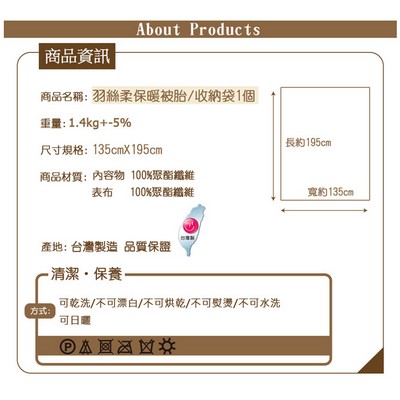 About Products
商品資訊
商品名稱: 羽絲柔保暖被胎/收納袋1個
重量: 1.4kg+-5%
尺寸規格: 135cmX195cm
商品材質: 內容物 100%聚酯纖維
表布 100%聚酯纖維
長約195cm
寬約135cm
產地: 台灣製造 品質保證
台灣製
清潔·保養
方式:
可乾洗/不可漂白/不可烘乾/不可熨燙/不可水洗
可日曬